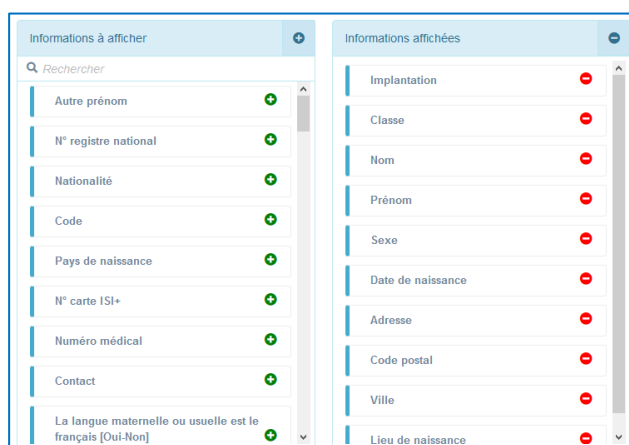 Informations à afficher
Rechercher
Autre prénom
N° registre national
Nationalité
Code
Pays de naissance
N° carte ISI+
Numéro médical
Contact
La langue maternelle ou usuelle est le
français [Oui-Non]
Informations affichées
Implantation
Classe
Nom
Prénom
Sexe
Date de naissance
Adresse
Code postal
Ville
Lieu de naissance